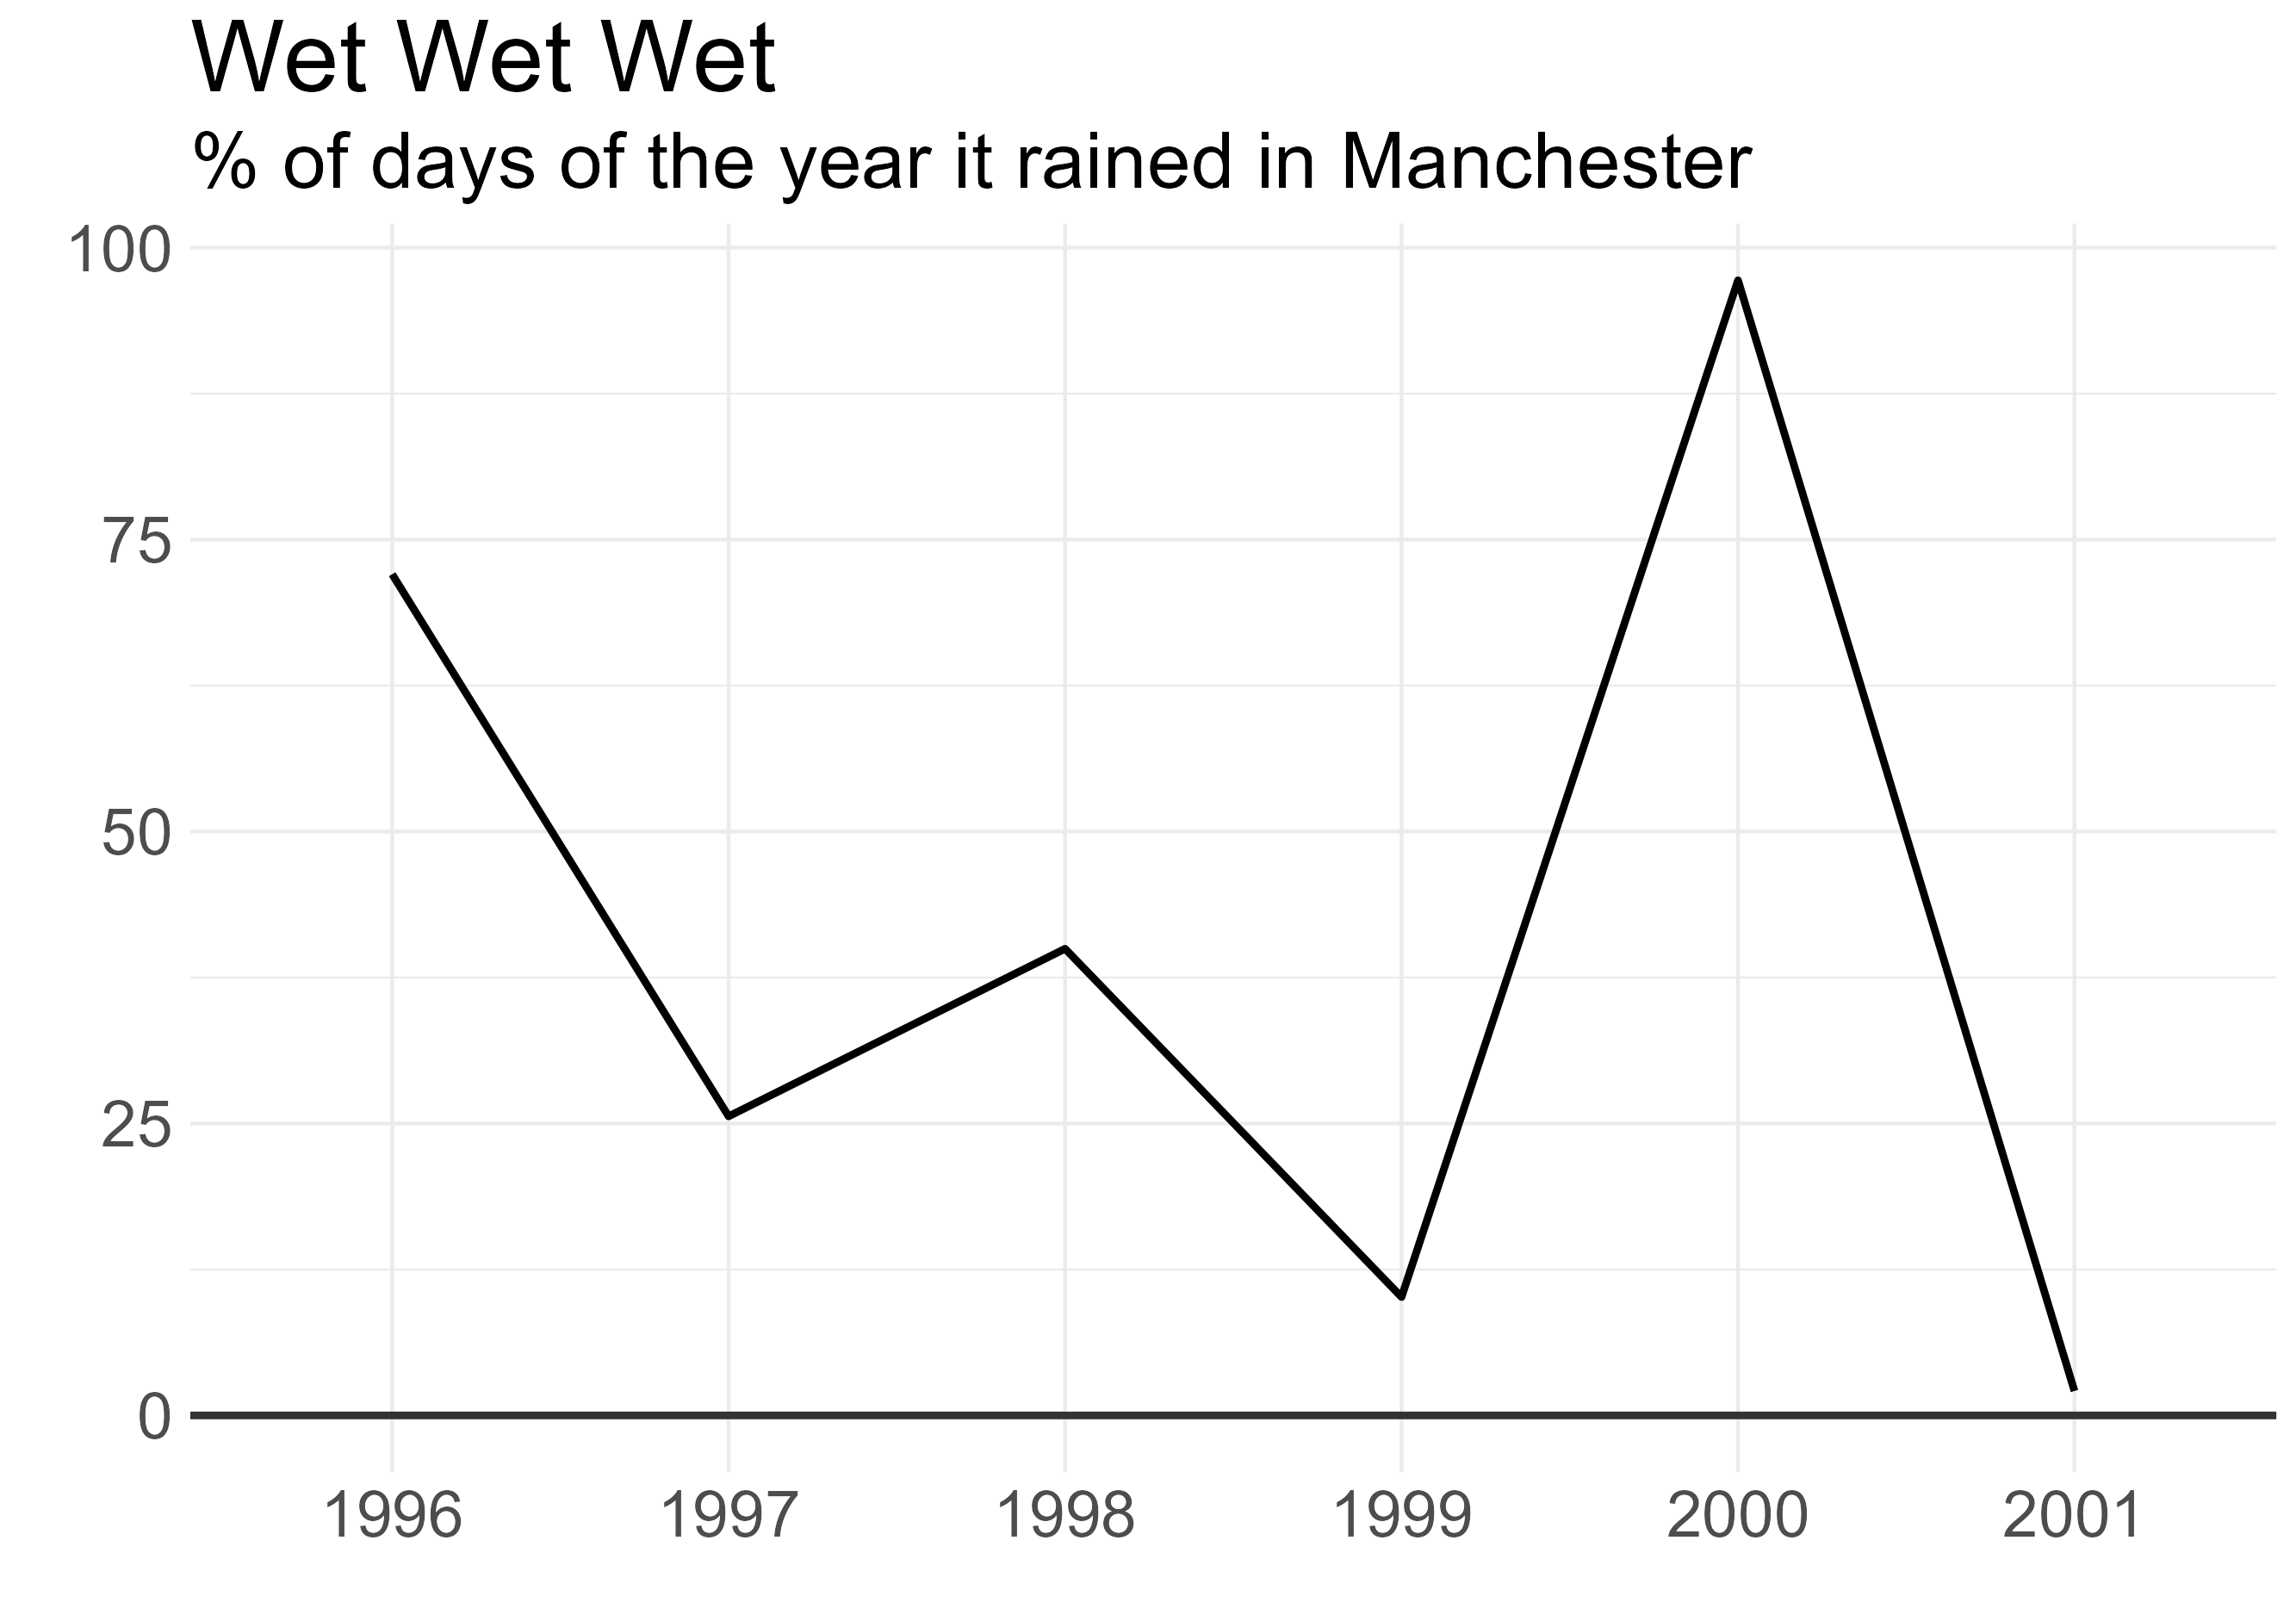 Wet Wet Wet
% of days of the year it rained in Manchester
100
75
50
25
0
1996 1997 1998 1999 2000 2001